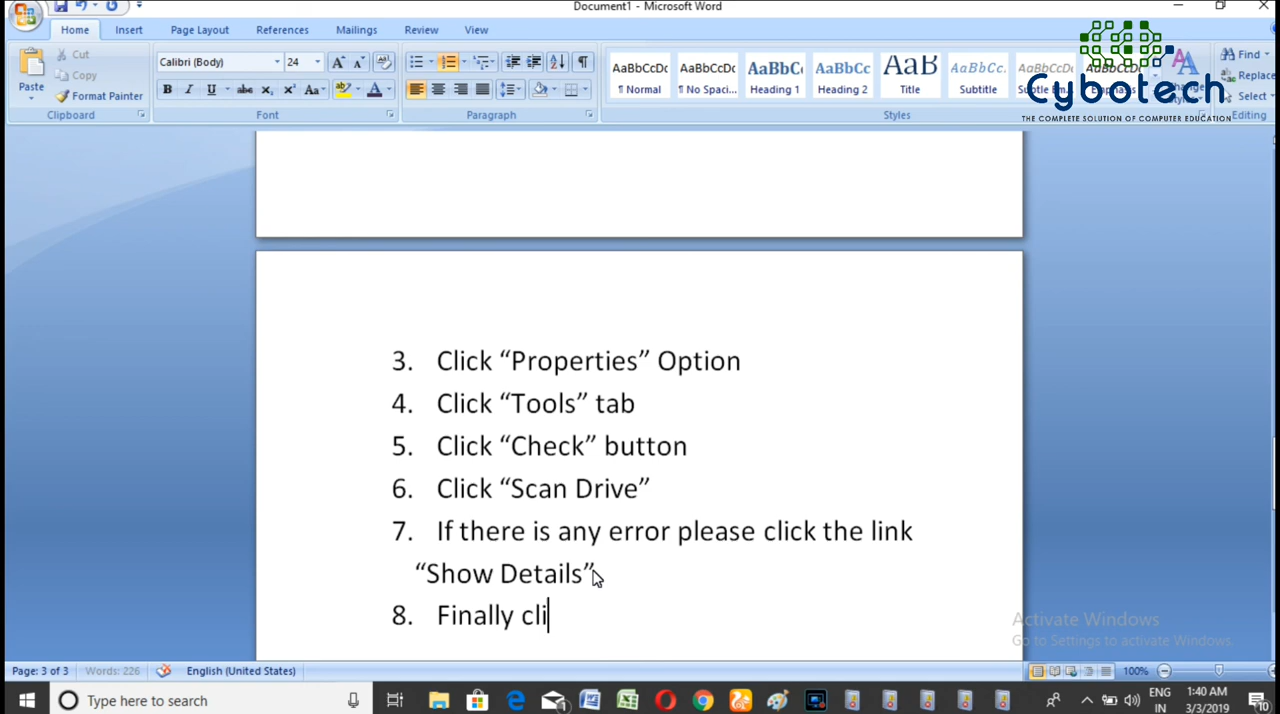 Document1 - Microsoft Word
Home Insert Page Layout References Mailings Review View
Cut
Copy
Format Painter
Paste
Clipboard
Calibri (Body) 24
Font
Paragraph
AaBbCcDc AaBbCcDc AaBbC AaBbCc AaB AaBbCc. AaBbCcDc AaBbCcDc
¶ Normal ¶ No Spaci... Heading 1 Heading 2 Title Subtitle
Styles
Find
Replace
Select
Editing
Cybotech
THE COMPLETE SOLUTION OF COMPUTER EDUCATION
3. Click “Properties” Option
4. Click “Tools” tab
5. Click “Check” button
6. Click “Scan Drive”
7. If there is any error please click the link
“Show Details”
8. Finally cli
Activate Windows
Go to Settings to activate Windows.
Page: 3 of 3 Words: 226 English (United States) 100%
Type here to search
ENG
IN
1:40 AM
3/3/2019
10